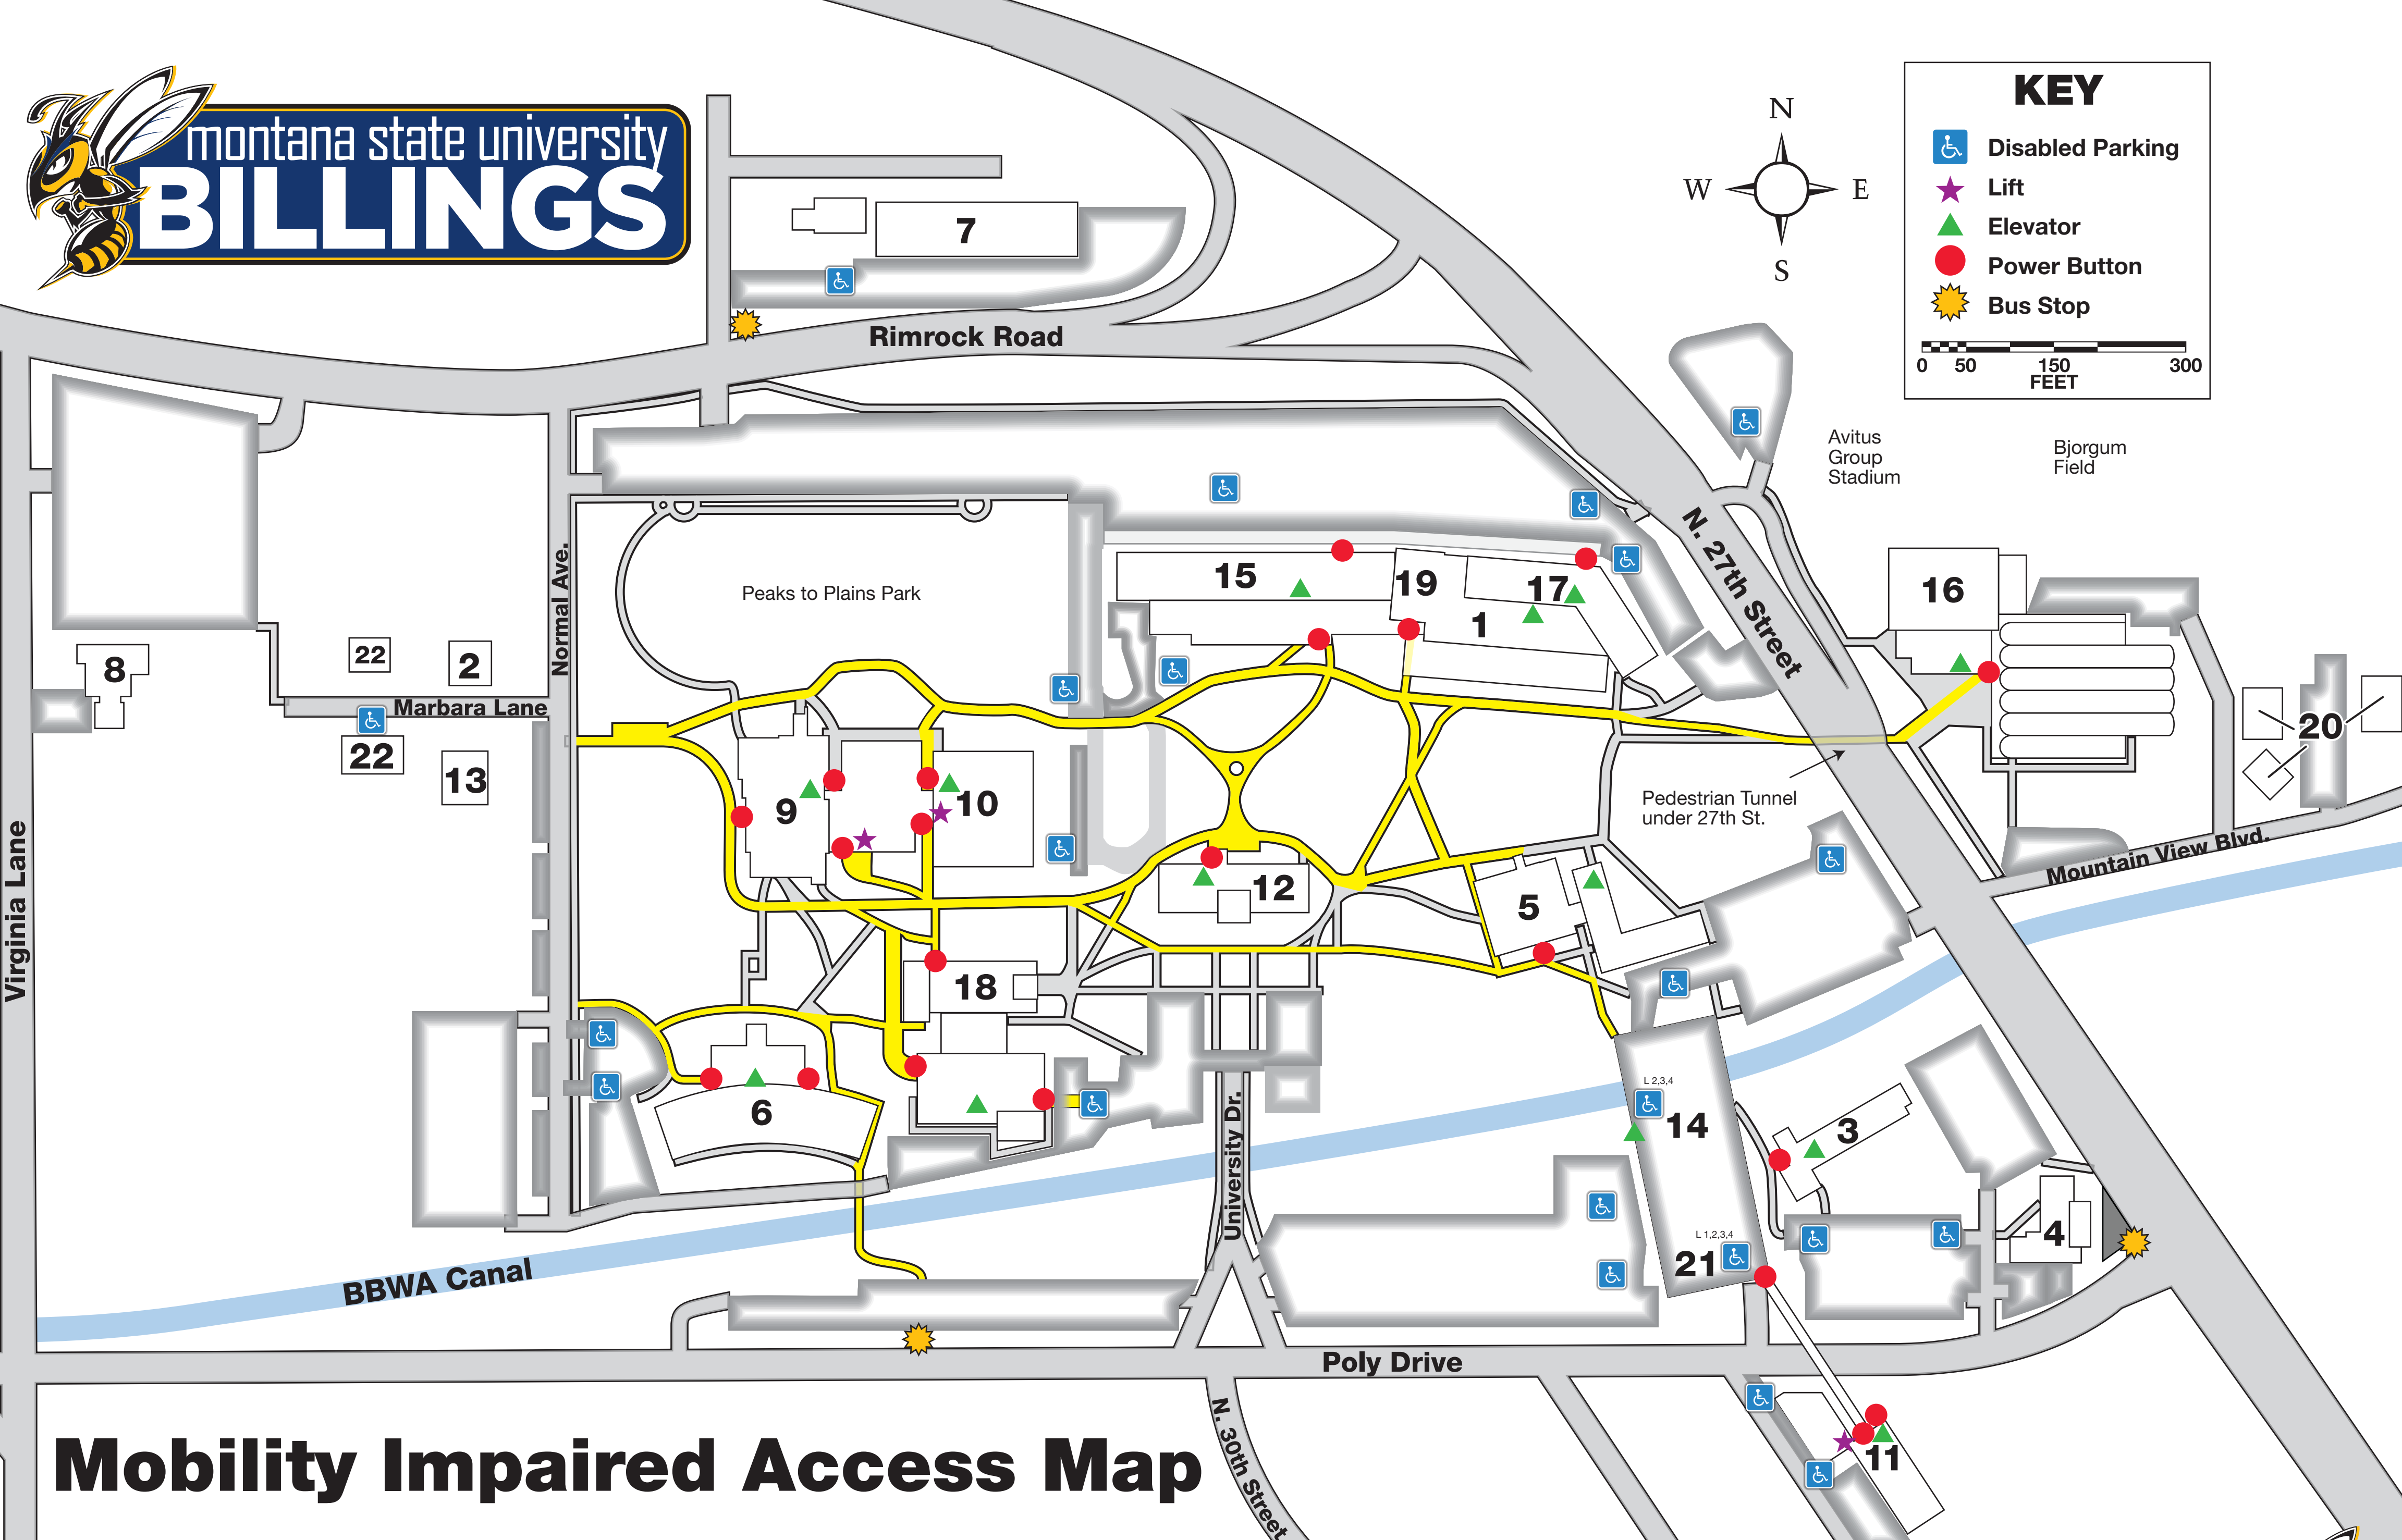 montana state university
BILLINGS
KEY
Disabled Parking
Lift
Elevator
Power Button
Bus Stop
0 50 150 300
FEET
N
W E
S
7
Rimrock Road
Avitus
Group
Stadium
Bjorgum
Field
N. 27th Street
Normal Ave.
Peaks to Plains Park
15
19
17
1
16
8
22
2
Marbara Lane
22
13
20
9
10
Pedestrian Tunnel
under 27th St.
Mountain View Blvd.
12
5
Virginia Lane
18
6
L 2,3,4
14
3
University Dr.
L 1,2,3,4
21
4
BBWA Canal
Poly Drive
N. 30th Street
11
Mobility Impaired Access Map